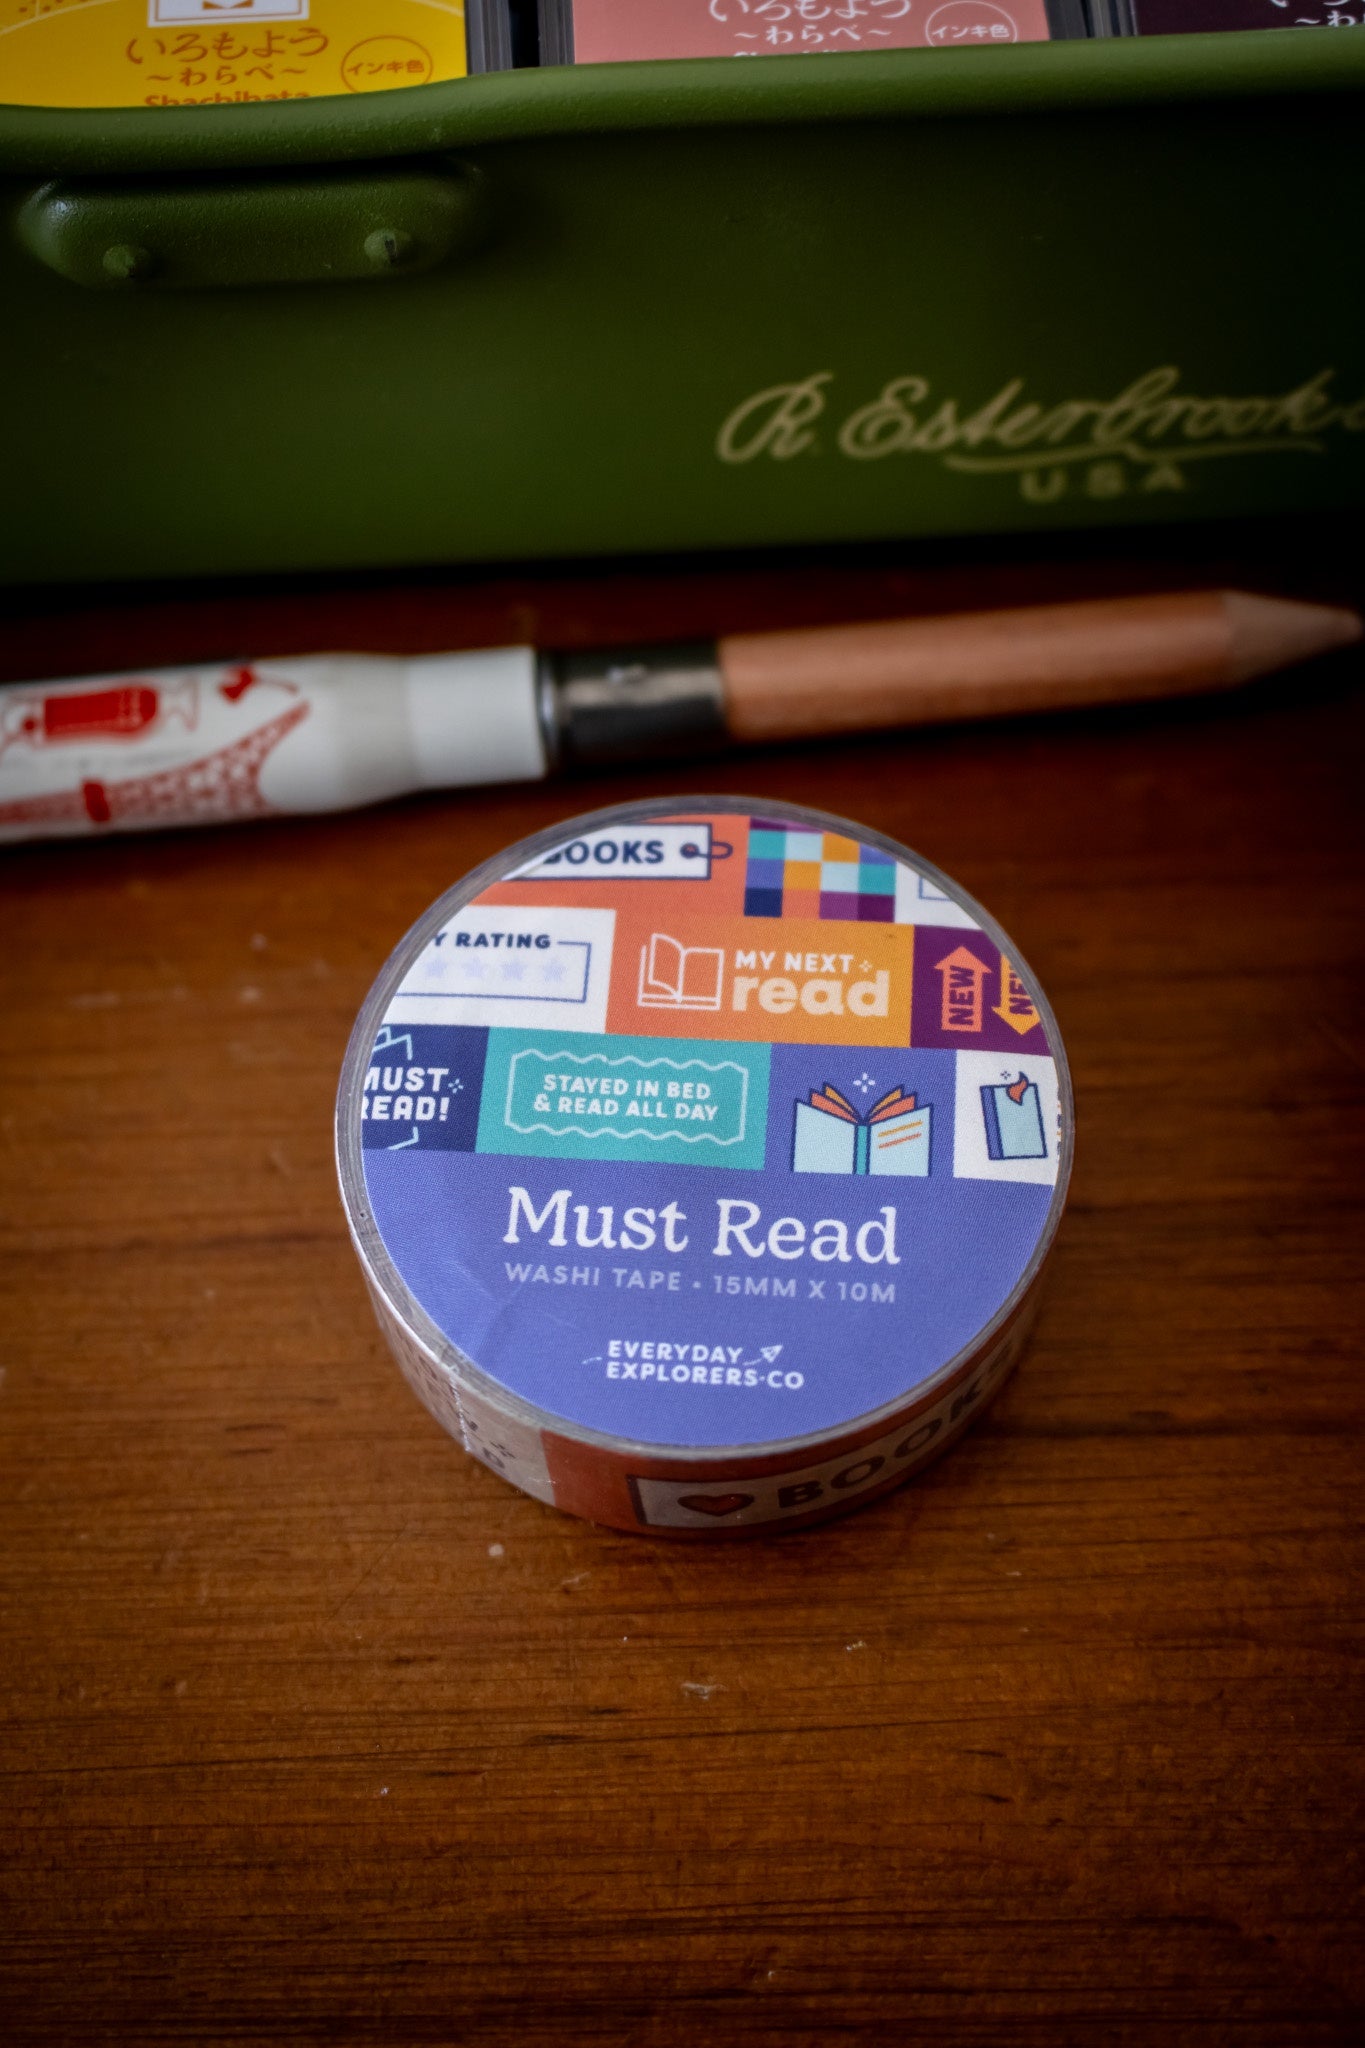 いろもよう
～わらべ～
インキ色
Shachihata
いろもよう
～わらべ～
インキ色
R. Esterbrook
U.S.A
BOOKS
Y RATING
MY NEXT
read
NEW
NEW
MUST
READ!
STAYED IN BED
& READ ALL DAY
Must Read
WASHI TAPE • 15MM X 10M
EVERYDAY
EXPLORERS·CO
BOOKS